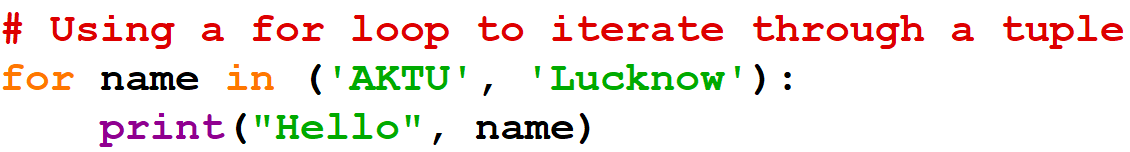 # Using a for loop to iterate through a tuple
for name in ('AKTU', 'Lucknow'):
    print("Hello", name)